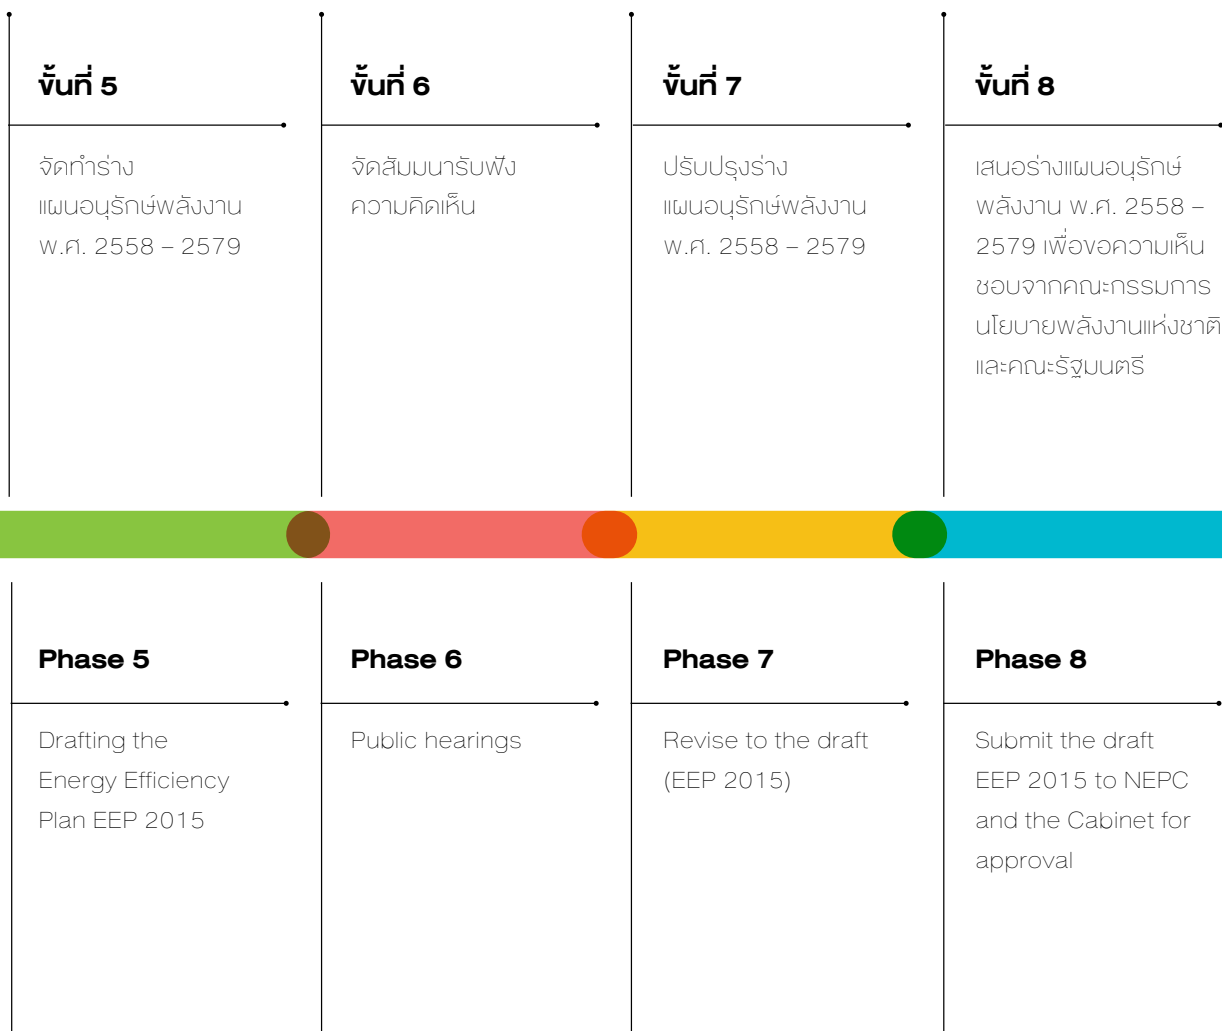 ขั้นที่ 5
จัดทำร่าง
แผนอนุรักษ์พลังงาน
พ.ศ. 2558 – 2579
ขั้นที่ 6
จัดสัมมนารับฟัง
ความคิดเห็น
ขั้นที่ 7
ปรับปรุงร่าง
แผนอนุรักษ์พลังงาน
พ.ศ. 2558 – 2579
ขั้นที่ 8
เสนอร่างแผนอนุรักษ์
พลังงาน พ.ศ. 2558 –
2579 เพื่อขอความเห็น
ชอบจากคณะกรรมการ
นโยบายพลังงานแห่งชาติ
และคณะรัฐมนตรี
Phase 5
Drafting the
Energy Efficiency
Plan EEP 2015
Phase 6
Public hearings
Phase 7
Revise to the draft
(EEP 2015)
Phase 8
Submit the draft
EEP 2015 to NEPC
and the Cabinet for
approval